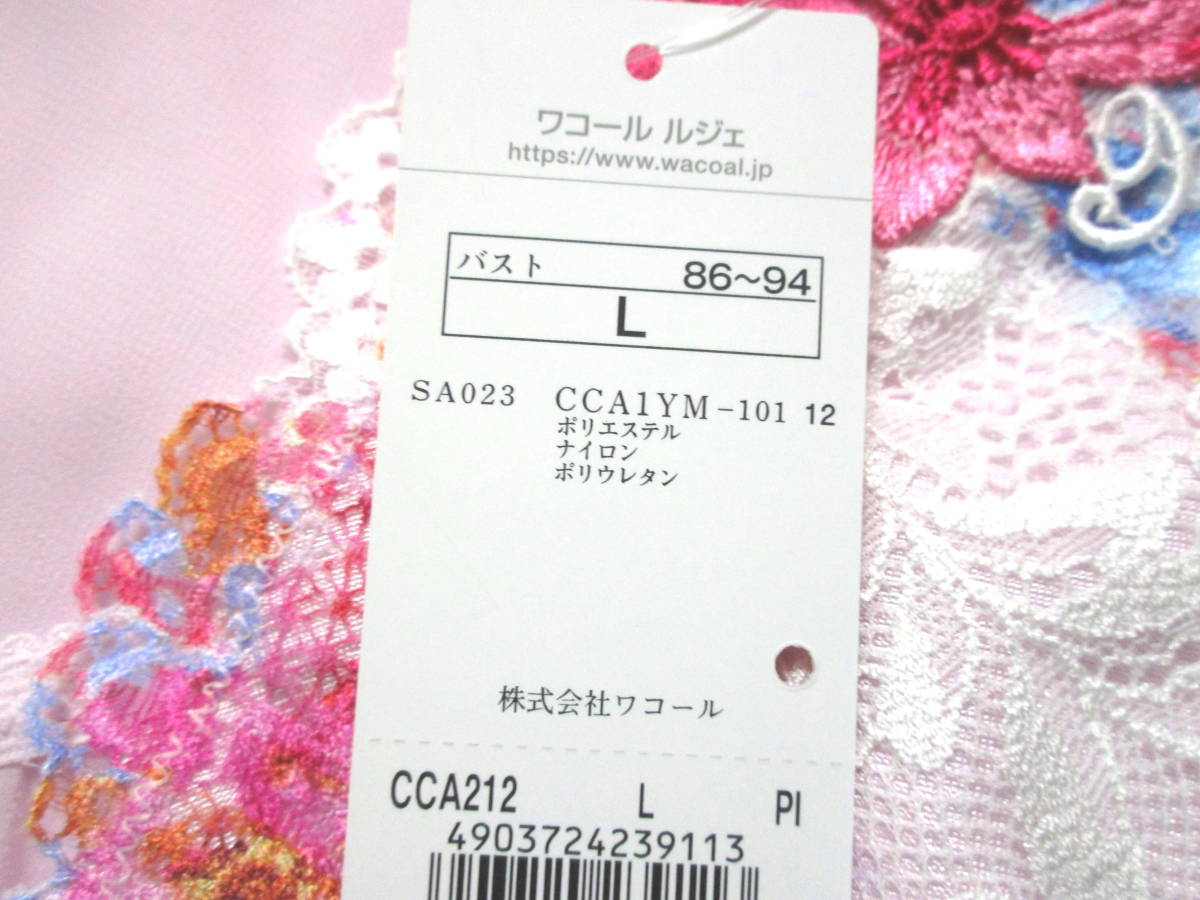 ワコール ルジェ
https://www.wacoal.jp
バスト 86～94
L
SA023 CCA1YM-101 12
ポリエステル
ナイロン
ポリウレタン
株式会社ワコール
CCA212 L PI
4903724239113